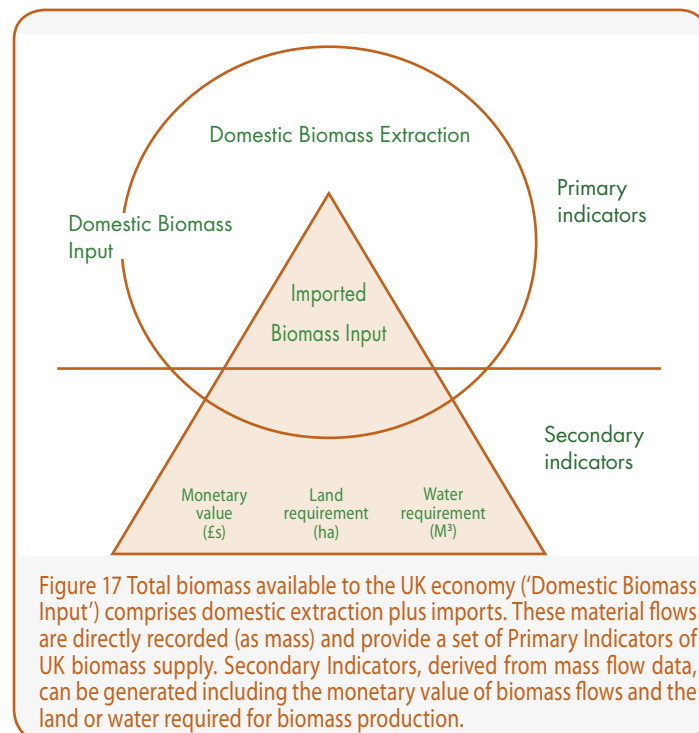 Domestic Biomass Extraction
Primary
indicators
Domestic Biomass
Input
Imported
Biomass Input
Secondary
indicators
Monetary
value
(£s)
Land
requirement
(ha)
Water
requirement
(M³)
Figure 17 Total biomass available to the UK economy (‘Domestic Biomass
Input’) comprises domestic extraction plus imports. These material flows
are directly recorded (as mass) and provide a set of Primary Indicators of
UK biomass supply. Secondary Indicators, derived from mass flow data,
can be generated including the monetary value of biomass flows and the
land or water required for biomass production.